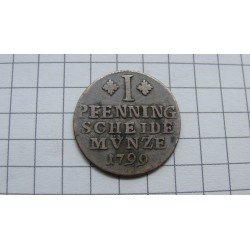 I
PFENNING
SCHEIDE
MVNZE
1790